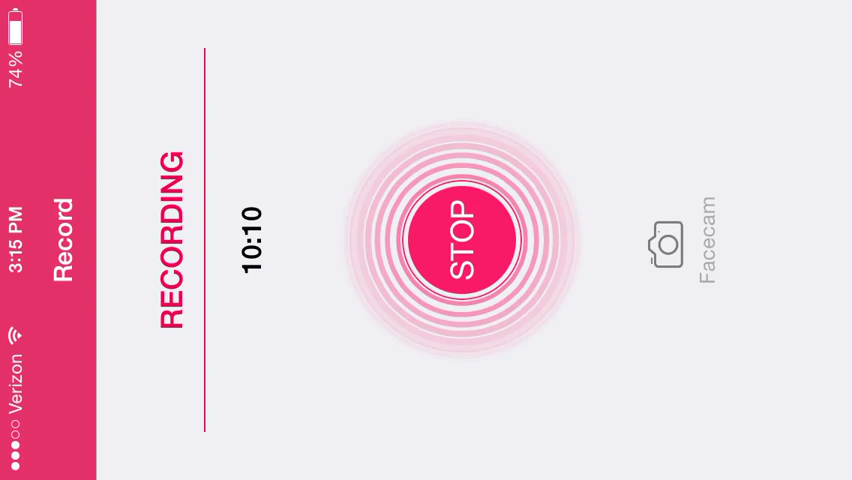 Verizon 3:15 PM 74%
Record
RECORDING
10:10
STOP
Facecam